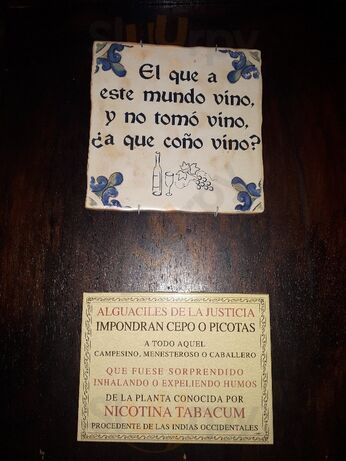 Slurrpy
El que a
este mundo vino,
y no tomó vino,
¿a que coño vino?
ALGUACILES DE LA JUSTICIA
IMPONDRAN CEPO O PICOTAS
A TODO AQUEL
CAMPESINO, MENESTEROSO O CABALLERO
QUE FUESE SORPRENDIDO
INHALANDO O EXPELIENDO HUMOS
DE LA PLANTA CONOCIDA POR
NICOTINA TABACUM
PROCEDENTE DE LAS INDIAS OCCIDENTALES